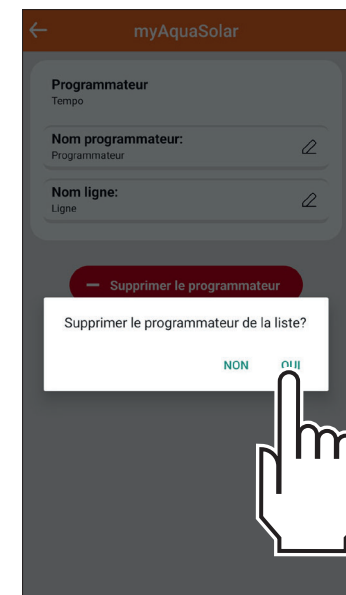 myAquaSolar
Programmateur
Tempo
Nom programmateur:
Programmateur
Nom ligne:
Ligne
Supprimer le programmateur
Supprimer le programmateur de la liste?
NON OUI